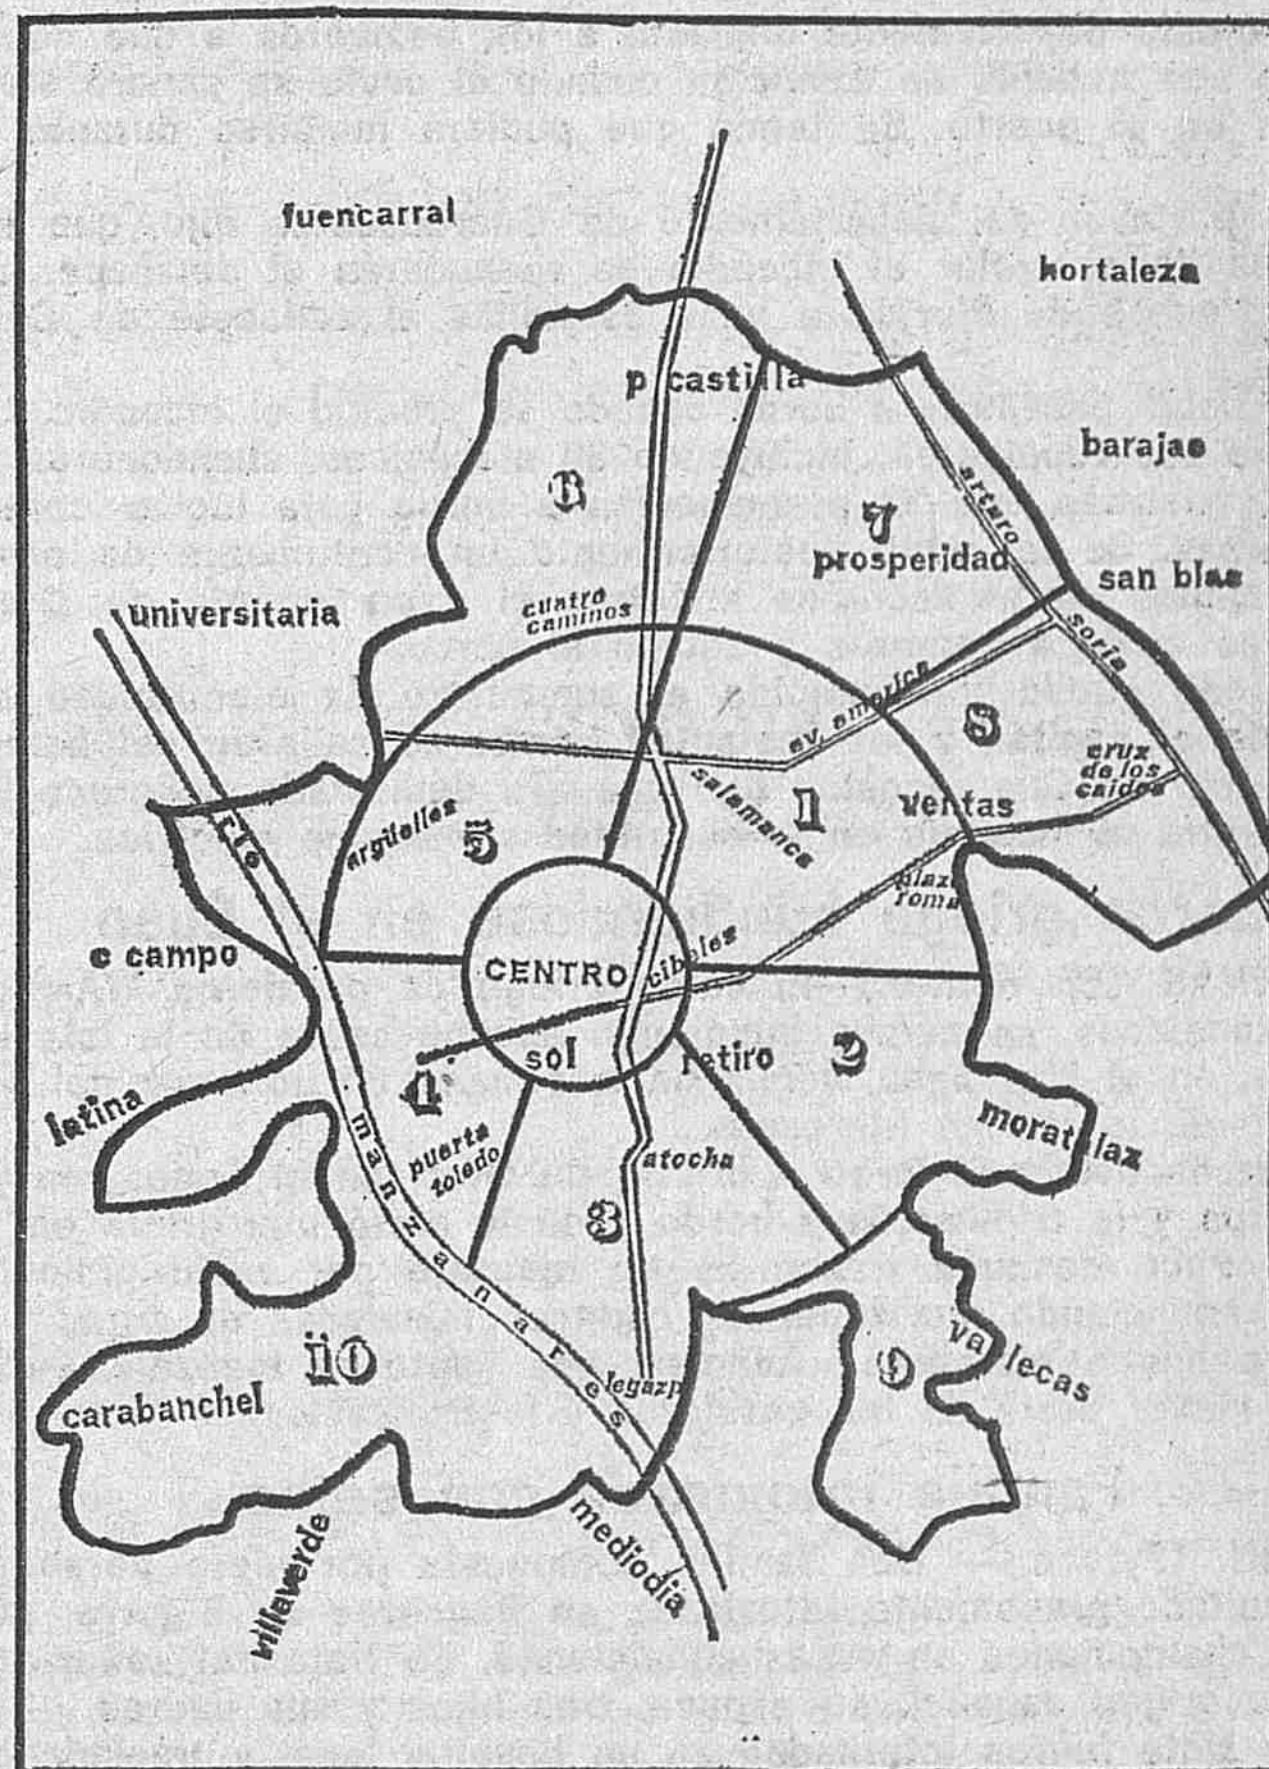 fuencarral
hortaleza
p castilla
barajas
6
7
arturo
prosperidad
san blas
cuatro
caminos
universitaria
soria
av. america
8
cruz
de los
caidos
salamanca
1
ventas
rio
argüelles
5
plaza
roma
e campo
CENTRO
cibeles
sol
retiro
2
4
latina
moratalaz
manzanares
puerta
toledo
atocha
3
vallecas
10
9
carabanchel
legazp
mediodia
villaverde